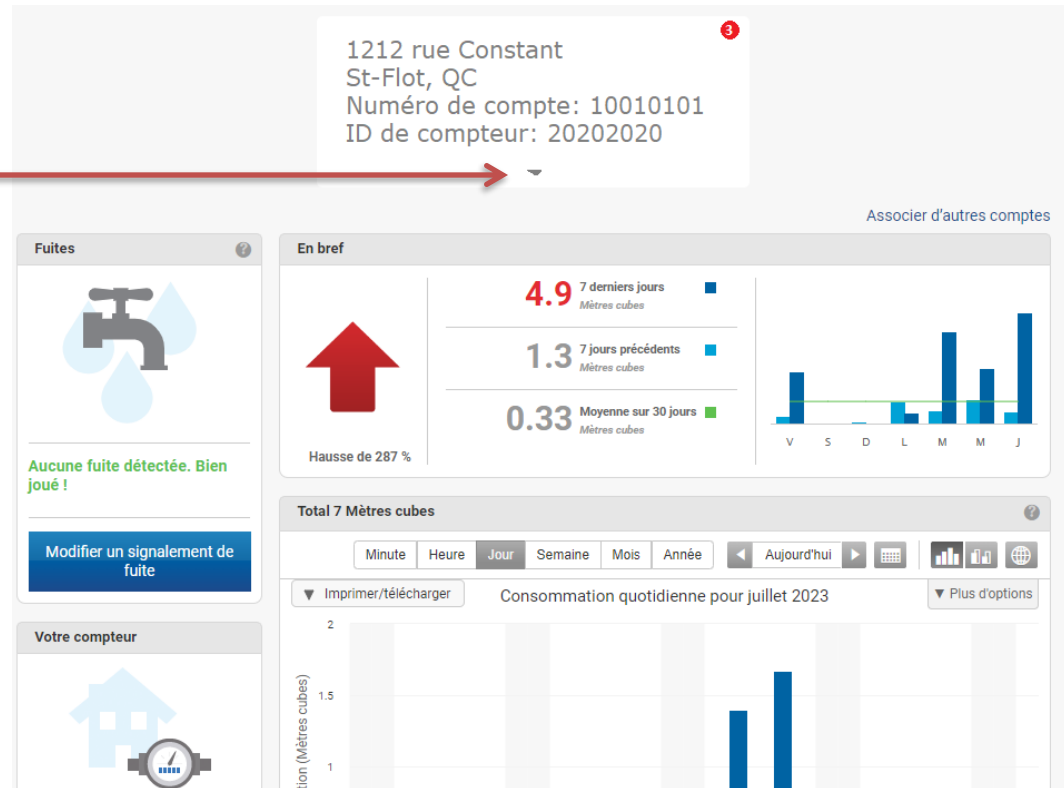 3
1212 rue Constant
St-Flot, QC
Numéro de compte: 10010101
ID de compteur: 20202020
Associer d'autres comptes
Fuites ?
Aucune fuite détectée. Bien
joué !
Modifier un signalement de
fuite
Votre compteur
En bref
Hausse de 287 %
4.9 7 derniers jours
Mètres cubes
1.3 7 jours précédents
Mètres cubes
0.33 Moyenne sur 30 jours
Mètres cubes
V S D L M M J
Total 7 Mètres cubes ?
Minute Heure Jour Semaine Mois Année Aujourd'hui
Imprimer/télécharger Consommation quotidienne pour juillet 2023 Plus d'options
2
1.5
1
(Mètres cubes)